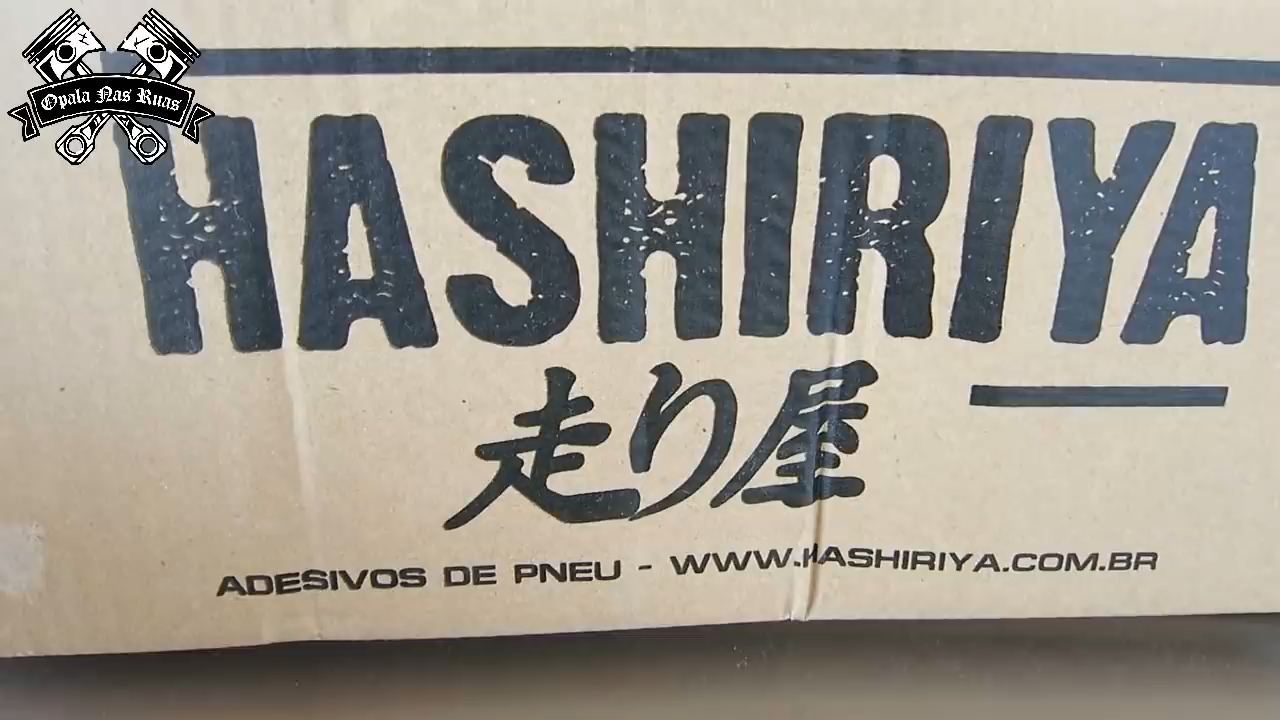 Opala Nas Ruas
HASHIRIYA
走り屋
ADESIVOS DE PNEU - WWW.HASHIRIYA.COM.BR